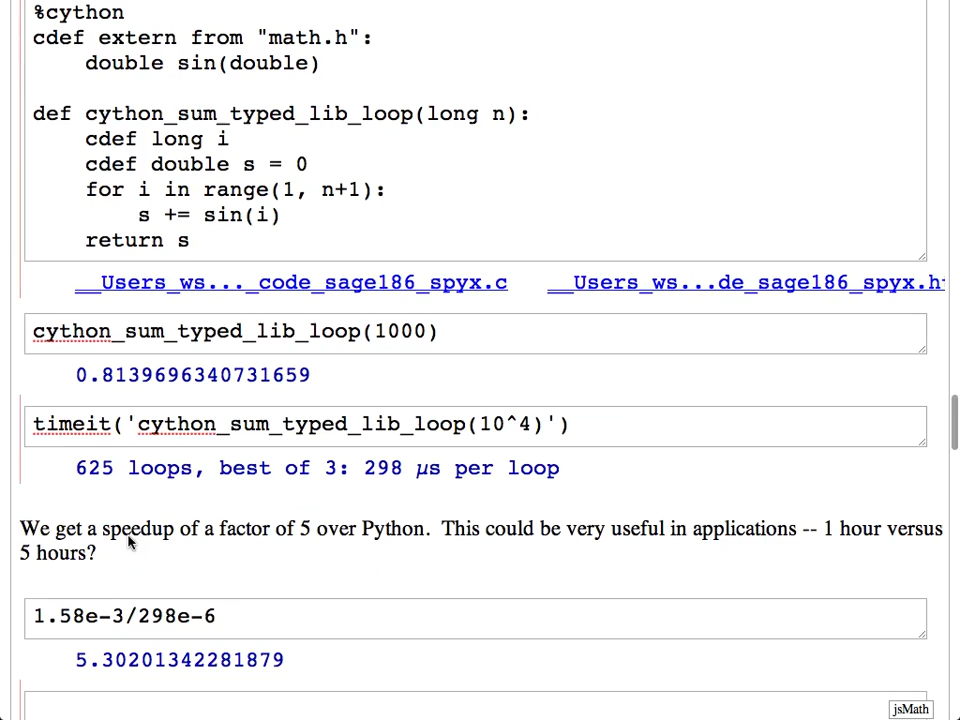 %cython
cdef extern from "math.h":
    double sin(double)
def cython_sum_typed_lib_loop(long n):
    cdef long i
    cdef double s = 0
    for i in range(1, n+1):
        s += sin(i)
    return s
__Users_ws..._code_sage186_spyx.c __Users_ws...de_sage186_spyx.h
cython_sum_typed_lib_loop(1000)
0.8139696340731659
timeit('cython_sum_typed_lib_loop(10^4)')
625 loops, best of 3: 298 µs per loop
We get a speedup of a factor of 5 over Python.  This could be very useful in applications -- 1 hour versus
5 hours?
1.58e-3/298e-6
5.30201342281879
jsMath